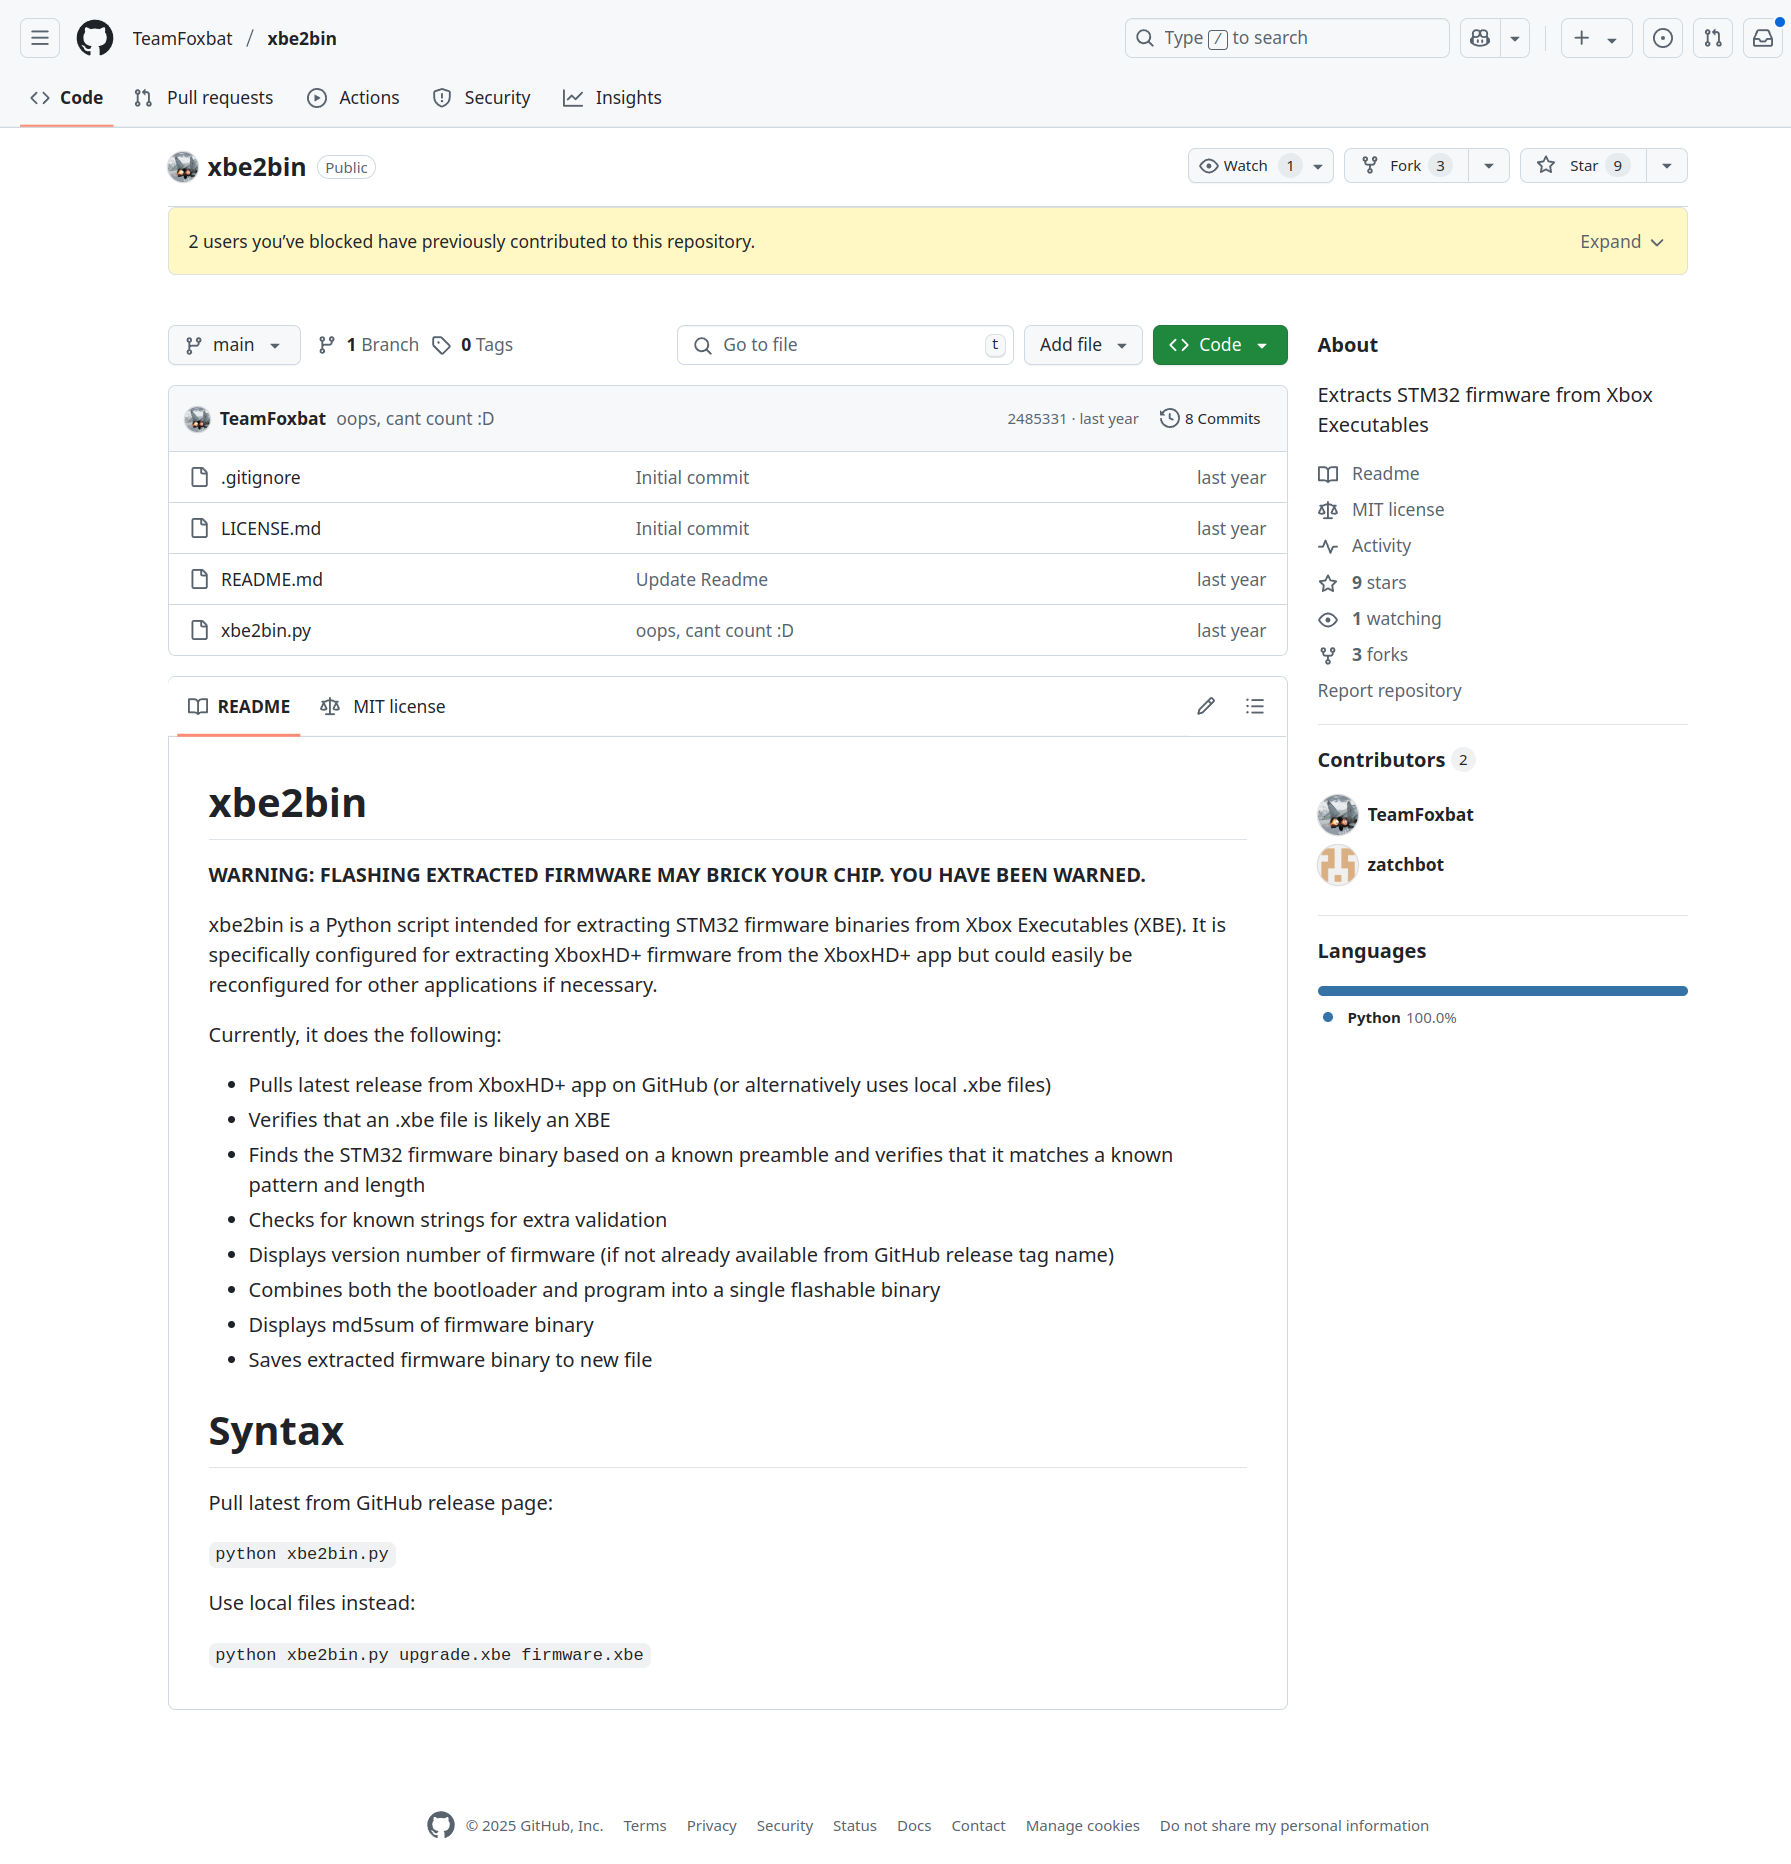 TeamFoxbat / xbe2bin
Type / to search
Code Pull requests Actions Security Insights
xbe2bin Public
Watch 1 Fork 3 Star 9
2 users you’ve blocked have previously contributed to this repository. Expand
main 1 Branch 0 Tags Go to file t Add file Code
TeamFoxbat oops, cant count :D 2485331 · last year 8 Commits
.gitignore Initial commit last year
LICENSE.md Initial commit last year
README.md Update Readme last year
xbe2bin.py oops, cant count :D last year
README MIT license
xbe2bin
WARNING: FLASHING EXTRACTED FIRMWARE MAY BRICK YOUR CHIP. YOU HAVE BEEN WARNED.
xbe2bin is a Python script intended for extracting STM32 firmware binaries from Xbox Executables (XBE). It is
specifically configured for extracting XboxHD+ firmware from the XboxHD+ app but could easily be
reconfigured for other applications if necessary.
Currently, it does the following:
• Pulls latest release from XboxHD+ app on GitHub (or alternatively uses local .xbe files)
• Verifies that an .xbe file is likely an XBE
• Finds the STM32 firmware binary based on a known preamble and verifies that it matches a known
pattern and length
• Checks for known strings for extra validation
• Displays version number of firmware (if not already available from GitHub release tag name)
• Combines both the bootloader and program into a single flashable binary
• Displays md5sum of firmware binary
• Saves extracted firmware binary to new file
Syntax
Pull latest from GitHub release page:
python xbe2bin.py
Use local files instead:
python xbe2bin.py upgrade.xbe firmware.xbe
About
Extracts STM32 firmware from Xbox
Executables
Readme
MIT license
Activity
9 stars
1 watching
3 forks
Report repository
Contributors 2
TeamFoxbat
zatchbot
Languages
Python 100.0%
© 2025 GitHub, Inc. Terms Privacy Security Status Docs Contact Manage cookies Do not share my personal information